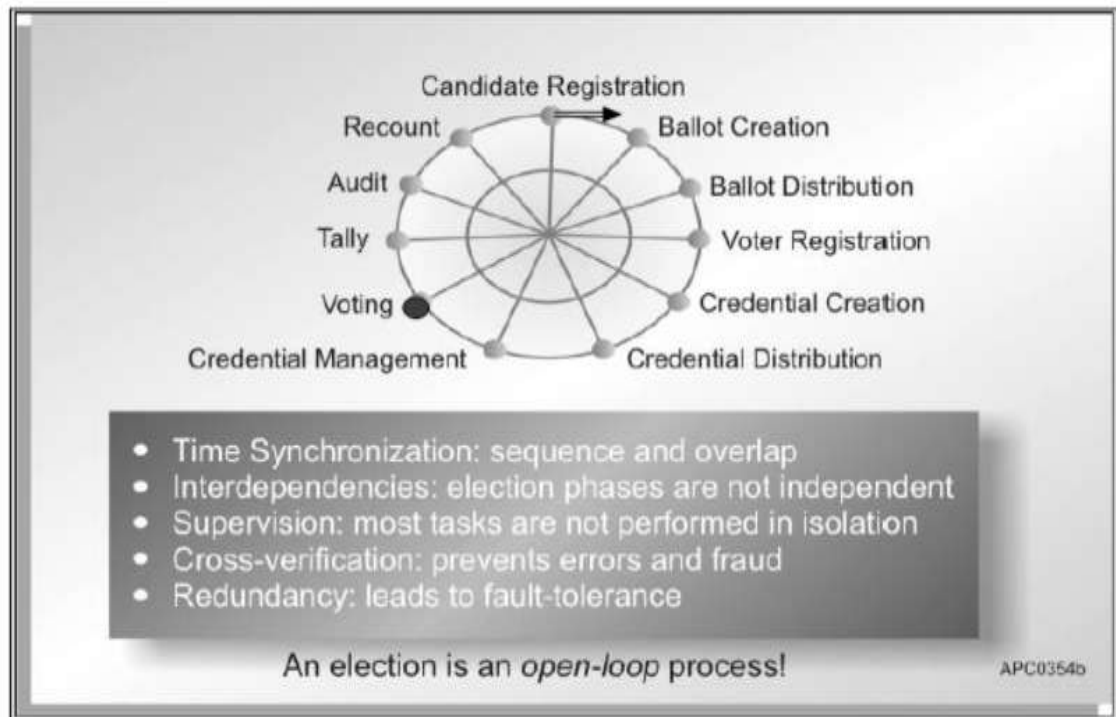 Candidate Registration
Recount
Ballot Creation
Audit
Ballot Distribution
Tally
Voter Registration
Voting
Credential Creation
Credential Management
Credential Distribution
• Time Synchronization: sequence and overlap
• Interdependencies: election phases are not independent
• Supervision: most tasks are not performed in isolation
• Cross-verification: prevents errors and fraud
• Redundancy: leads to fault-tolerance
An election is an open-loop process!
APC0354b